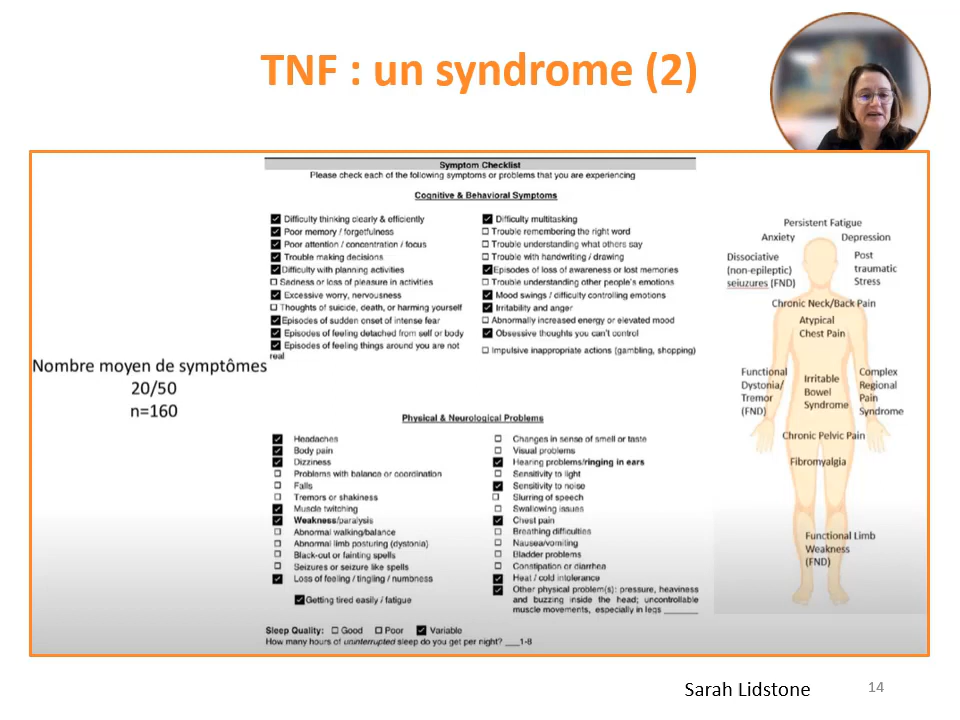 TNF : un syndrome (2)
Symptom Checklist
Please check each of the following symptoms or problems that you are experiencing
Cognitive & Behavioral Symptoms
Difficulty thinking clearly & efficiently
Poor memory / forgetfulness
Poor attention / concentration / focus
Trouble making decisions
Difficulty with planning activities
Sadness or loss of pleasure in activities
Excessive worry, nervousness
Thoughts of suicide, death, or harming yourself
Episodes of sudden onset of intense fear
Episodes of feeling detached from self or body
Episodes of feeling things around you are not
real
Difficulty multitasking
Trouble remembering the right word
Trouble understanding what others say
Trouble with handwriting / drawing
Episodes of loss of awareness or lost memories
Trouble understanding other people's emotions
Mood swings / difficulty controlling emotions
Irritability and anger
Abnormally increased energy or elevated mood
Obsessive thoughts you can't control
Impulsive inappropriate actions (gambling, shopping)
Nombre moyen de symptômes
20/50
n=160
Physical & Neurological Problems
Headaches
Body pain
Dizziness
Problems with balance or coordination
Falls
Tremors or shakiness
Muscle twitching
Weakness/paralysis
Abnormal walking/balance
Abnormal limb posturing (dystonia)
Black-out or fainting spells
Seizures or seizure like spells
Loss of feeling / tingling / numbness
Getting tired easily / fatigue
Changes in sense of smell or taste
Visual problems
Hearing problems/ringing in ears
Sensitivity to light
Sensitivity to noise
Slurring of speech
Swallowing issues
Chest pain
Breathing difficulties
Nausea/vomiting
Bladder problems
Constipation or diarrhea
Heat / cold intolerance
Other physical problem(s): pressure, heaviness
and buzzing inside the head; uncontrollable
muscle movements, especially in legs ________
Sleep Quality: Good Poor Variable
How many hours of uninterrupted sleep do you get per night? ___1-8
Persistent Fatigue
Anxiety
Depression
Dissociative
(non-epileptic)
seiuzures (FND)
Post
traumatic
Stress
Chronic Neck/Back Pain
Atypical
Chest Pain
Functional
Dystonia/
Tremor
(FND)
Irritable
Bowel
Syndrome
Complex
Regional
Pain
Syndrome
Chronic Pelvic Pain
Fibromyalgia
Functional Limb
Weakness
(FND)
Sarah Lidstone
14